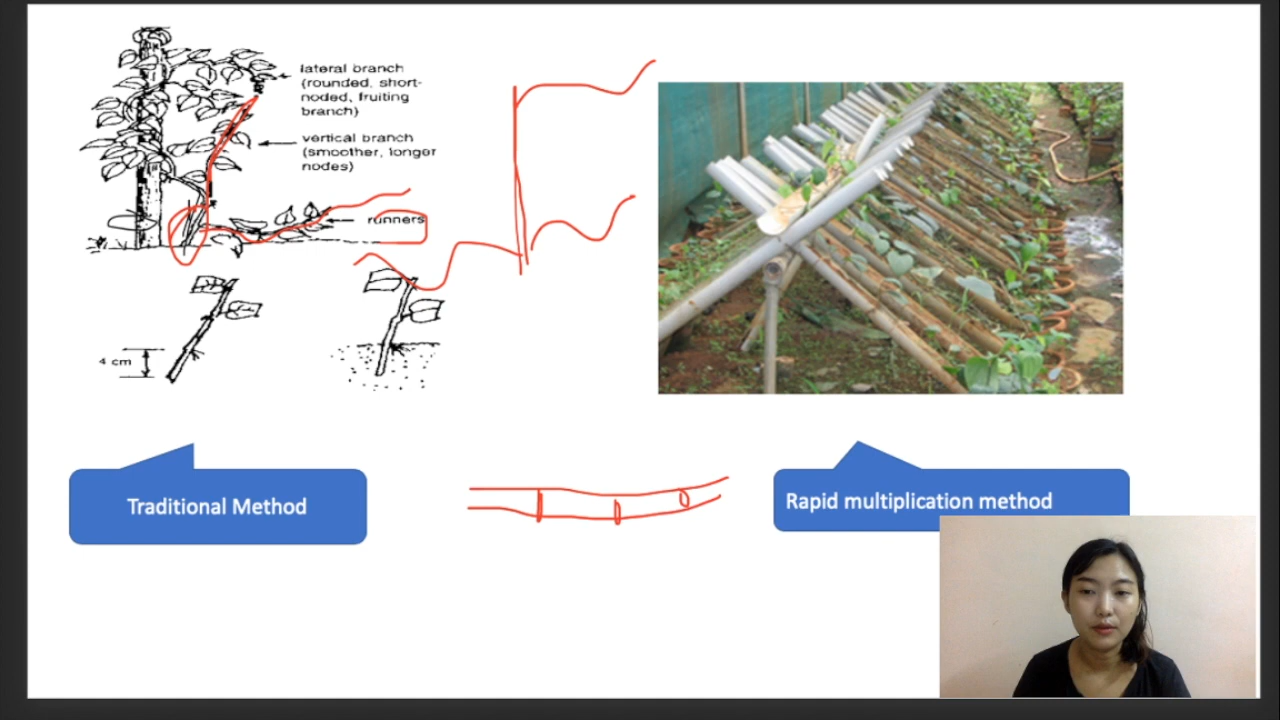 lateral branch
(rounded, short-
noded, fruiting
branch)
vertical branch
(smoother, longer
nodes)
runners
4 cm
Traditional Method
Rapid multiplication method